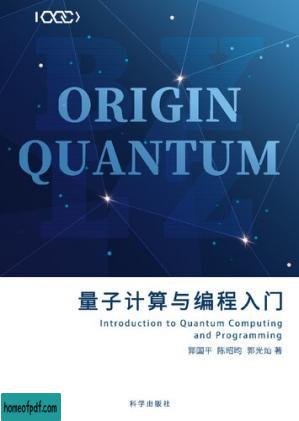 ORIGIN
QUANTUM
量子计算与编程入门
Introduction to Quantum Computing
and Programming
郭国平 陈昭昀 郭光灿 著
科学出版社
homeofpdf.com